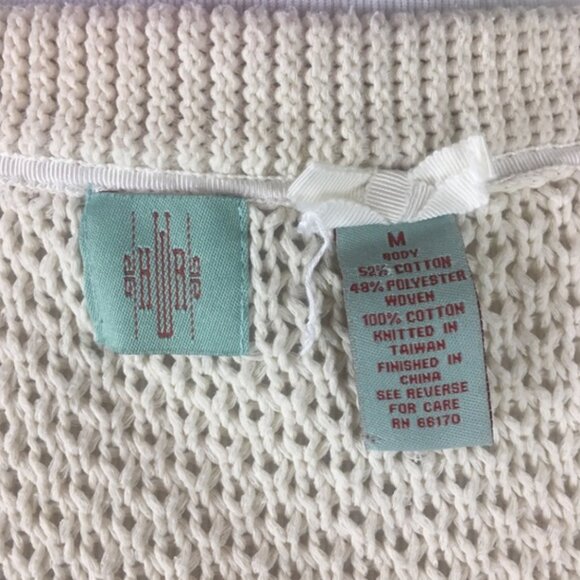 M
BODY
52% COTTON
48% POLYESTER
WOVEN
100% COTTON
KNITTED IN
TAIWAN
FINISHED IN
CHINA
SEE REVERSE
FOR CARE
RN 66170